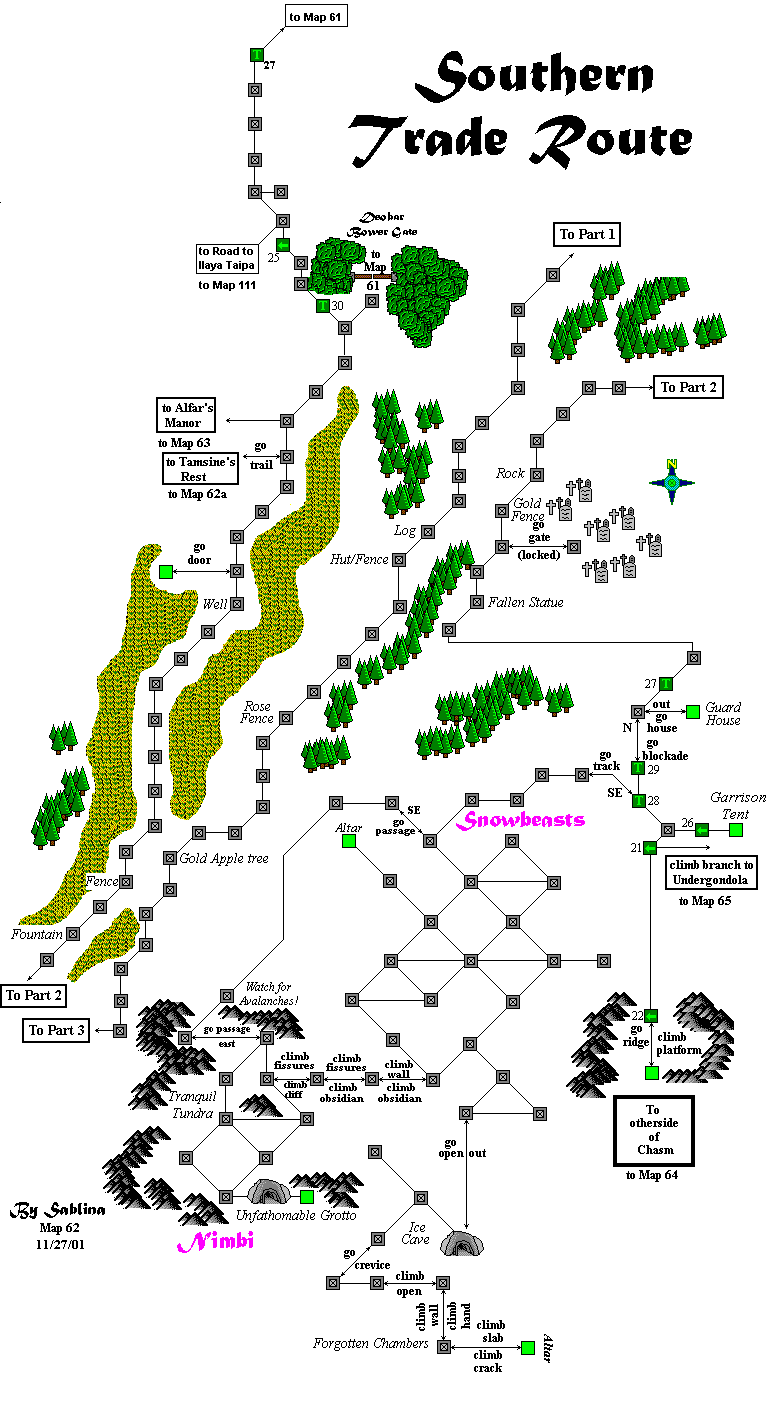 to Map 61
27
Southern
Trade Route
Deobar
Bower Gate
to
Map
61
to Road to
Ilaya Taipa
25
to Map 111
30
To Part 1
To Part 2
to Alfar's
Manor
to Map 63
go
trail
to Tamsine's
Rest
to Map 62a
N
Rock
Gold
Fence
go
gate
(locked)
Log
Hut/Fence
go
door
Well
Fallen Statue
27
Rose
Fence
out
go
house
Guard
House
N
go
blockade
29
go
track
SE
28
SE
go
passage
Snowbeasts
Altar
Garrison
Tent
26
21
climb branch to
Undergondola
to Map 65
Gold Apple tree
Fence
Fountain
To Part 2
To Part 3
Watch for
Avalanches!
go passage
east
22
go
ridge
climb
platform
climb
fissures
climb
cliff
climb
fissures
climb
obsidian
climb
wall
climb
obsidian
Tranquil
Tundra
To
otherside
of
Chasm
to Map 64
go
open
out
By Sablina
Map 62
11/27/01
Unfathomable Grotto
Nimbi
Ice
Cave
go
crevice
climb
open
climb
wall
climb
hand
Forgotten Chambers
climb
slab
climb
crack
Altar